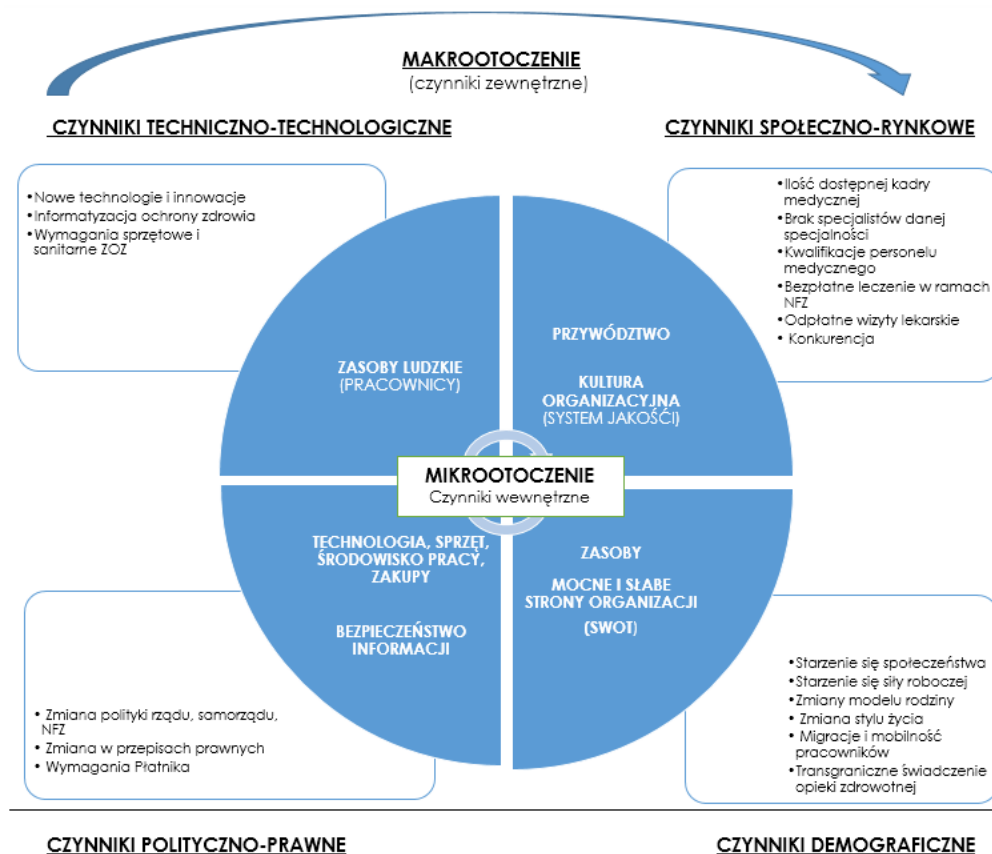 MAKROOTOCZENIE
(czynniki zewnętrzne)
CZYNNIKI TECHNICZNO-TECHNOLOGICZNE
CZYNNIKI SPOŁECZNO-RYNKOWE
•Nowe technologie i innowacje
•Informatyzacja ochrony zdrowia
•Wymagania sprzętowe i
sanitarne ZOZ
•Ilość dostępnej kadry
medycznej
•Brak specjalistów danej
specjalności
•Kwalifikacje personelu
medycznego
•Bezpłatne leczenie w ramach
NFZ
•Odpłatne wizyty lekarskie
• Konkurencja
ZASOBY LUDZKIE
(PRACOWNICY)
PRZYWÓDZTWO
KULTURA
ORGANIZACYJNA
(SYSTEM JAKOŚĆI)
MIKROOTOCZENIE
Czynniki wewnętrzne
TECHNOLOGIA, SPRZĘT,
ŚRODOWISKO PRACY,
ZAKUPY
BEZPIECZEŃSTWO
INFORMACJI
ZASOBY
MOCNE I SŁABE
STRONY ORGANIZACJI
(SWOT)
• Zmiana polityki rządu, samorządu,
NFZ
• Zmiana w przepisach prawnych
• Wymagania Płatnika
•Starzenie się społeczeństwa
•Starzenie się siły roboczej
•Zmiany modelu rodziny
• Zmiana stylu życia
• Migracje i mobilność
pracowników
•Transgraniczne świadczenie
opieki zdrowotnej
CZYNNIKI POLITYCZNO-PRAWNE
CZYNNIKI DEMOGRAFICZNE